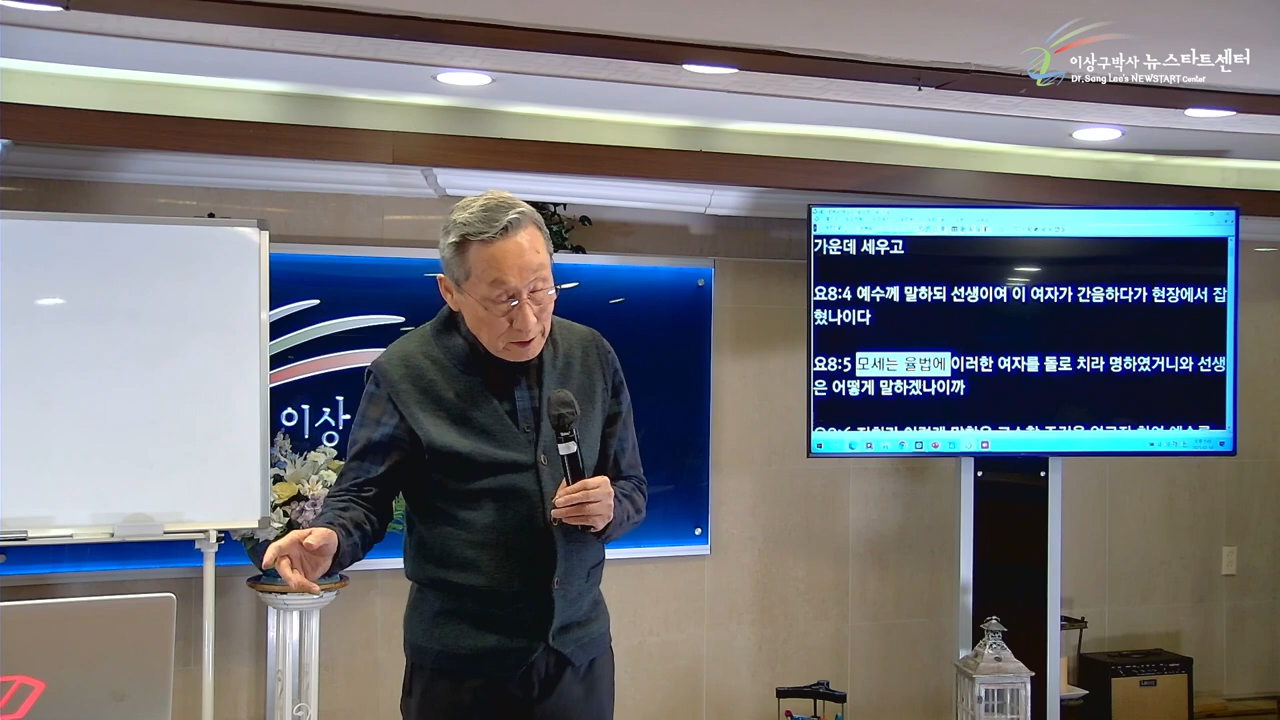 이상구박사 뉴스타트센터
Dr. Sang Lee's NEWSTART Center
가운데 세우고
요8:4 예수께 말하되 선생이여 이 여자가 간음하다가 현장에서 잡
혔나이다
요8:5 모세는 율법에 이러한 여자를 돌로 치라 명하였거니와 선생
은 어떻게 말하겠나이까
이상